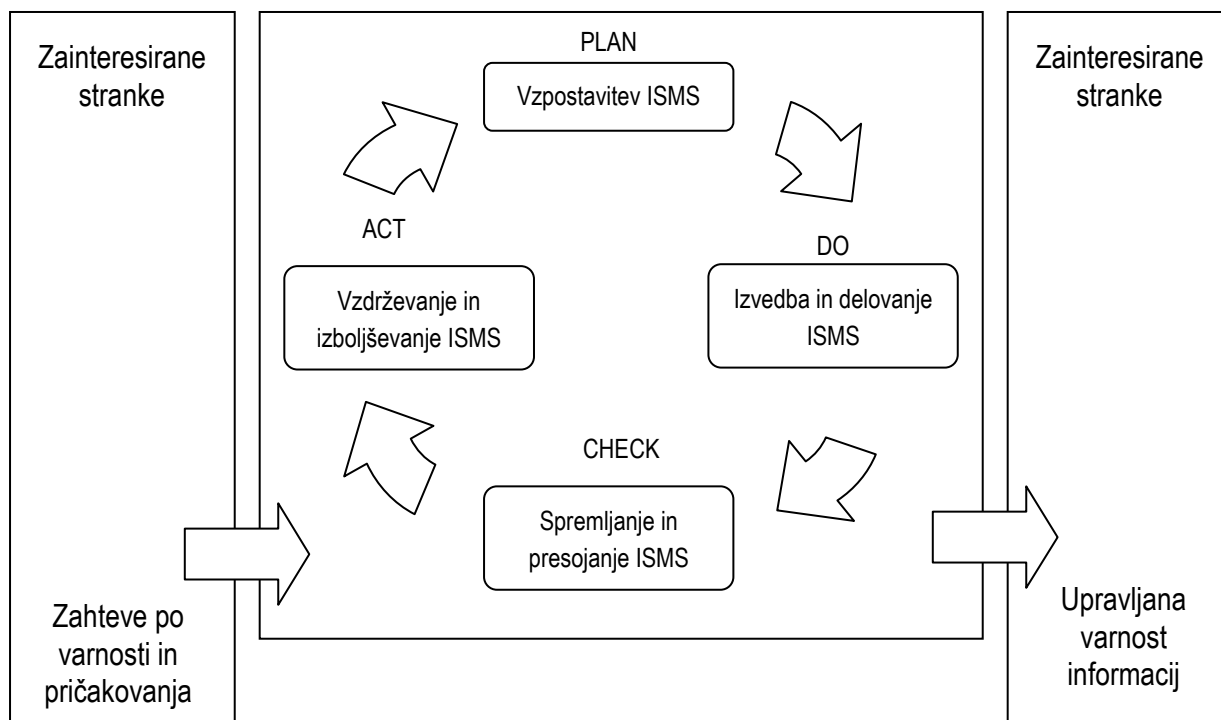 Zainteresirane
stranke
Zahteve po
varnosti in
pričakovanja
PLAN
Vzpostavitev ISMS
ACT
Vzdrževanje in
izboljševanje ISMS
DO
Izvedba in delovanje
ISMS
CHECK
Spremljanje in
presojanje ISMS
Zainteresirane
stranke
Upravljana
varnost
informacij